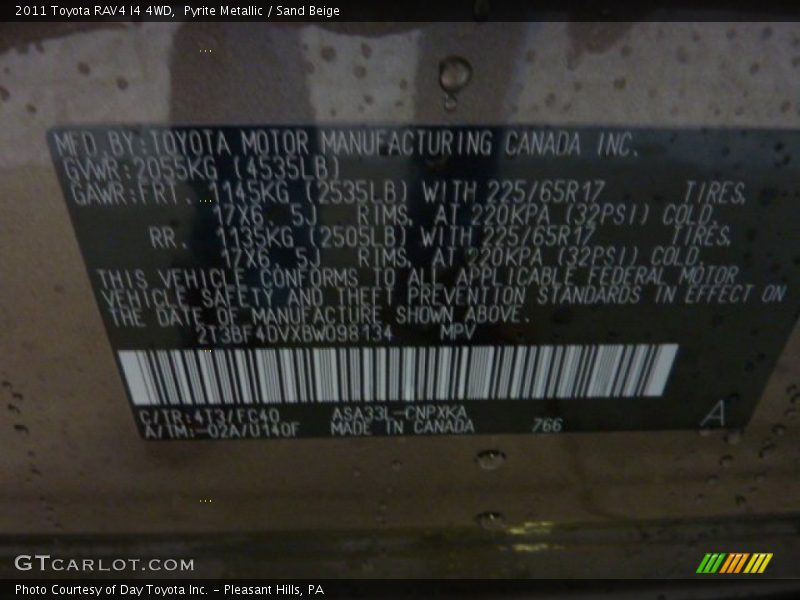 2011 Toyota RAV4 I4 4WD, Pyrite Metallic / Sand Beige
MFD. BY: TOYOTA MOTOR MANUFACTURING CANADA INC.
GVWR: 2055KG (4535LB)
GAWR: FRT. 1145KG (2535LB) WITH 225/65R17 TIRES,
17X6. 5J RIMS, AT 220KPA (32PSI) COLD.
RR. 1135KG (2505LB) WITH 225/65R17 TIRES,
17X6. 5J RIMS, AT 220KPA (32PSI) COLD.
THIS VEHICLE CONFORMS TO ALL APPLICABLE FEDERAL MOTOR
VEHICLE SAFETY AND THEFT PREVENTION STANDARDS IN EFFECT ON
THE DATE OF MANUFACTURE SHOWN ABOVE.
2T3BF4DVXBW098134 MPV
C/TR: 4T3/FC40 ASA33L-CNPXKA
A/TM: -02A/U140F MADE IN CANADA 766 A
GTCARLOT.COM
Photo Courtesy of Day Toyota Inc. - Pleasant Hills, PA